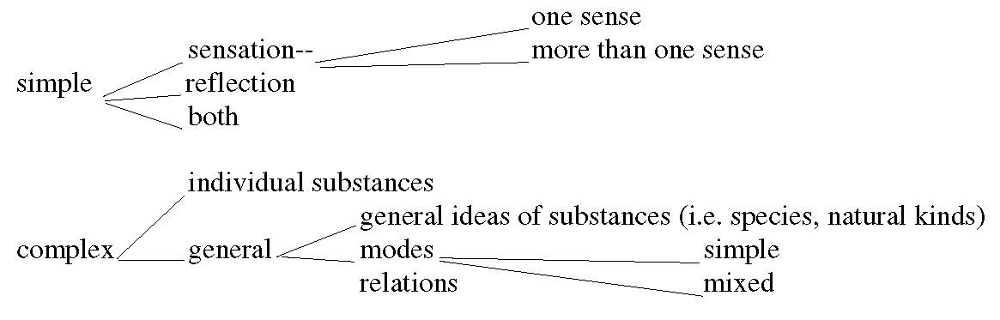 one sense
sensation-- more than one sense
simple reflection
both
individual substances
general ideas of substances (i.e. species, natural kinds)
complex general modes simple
relations mixed